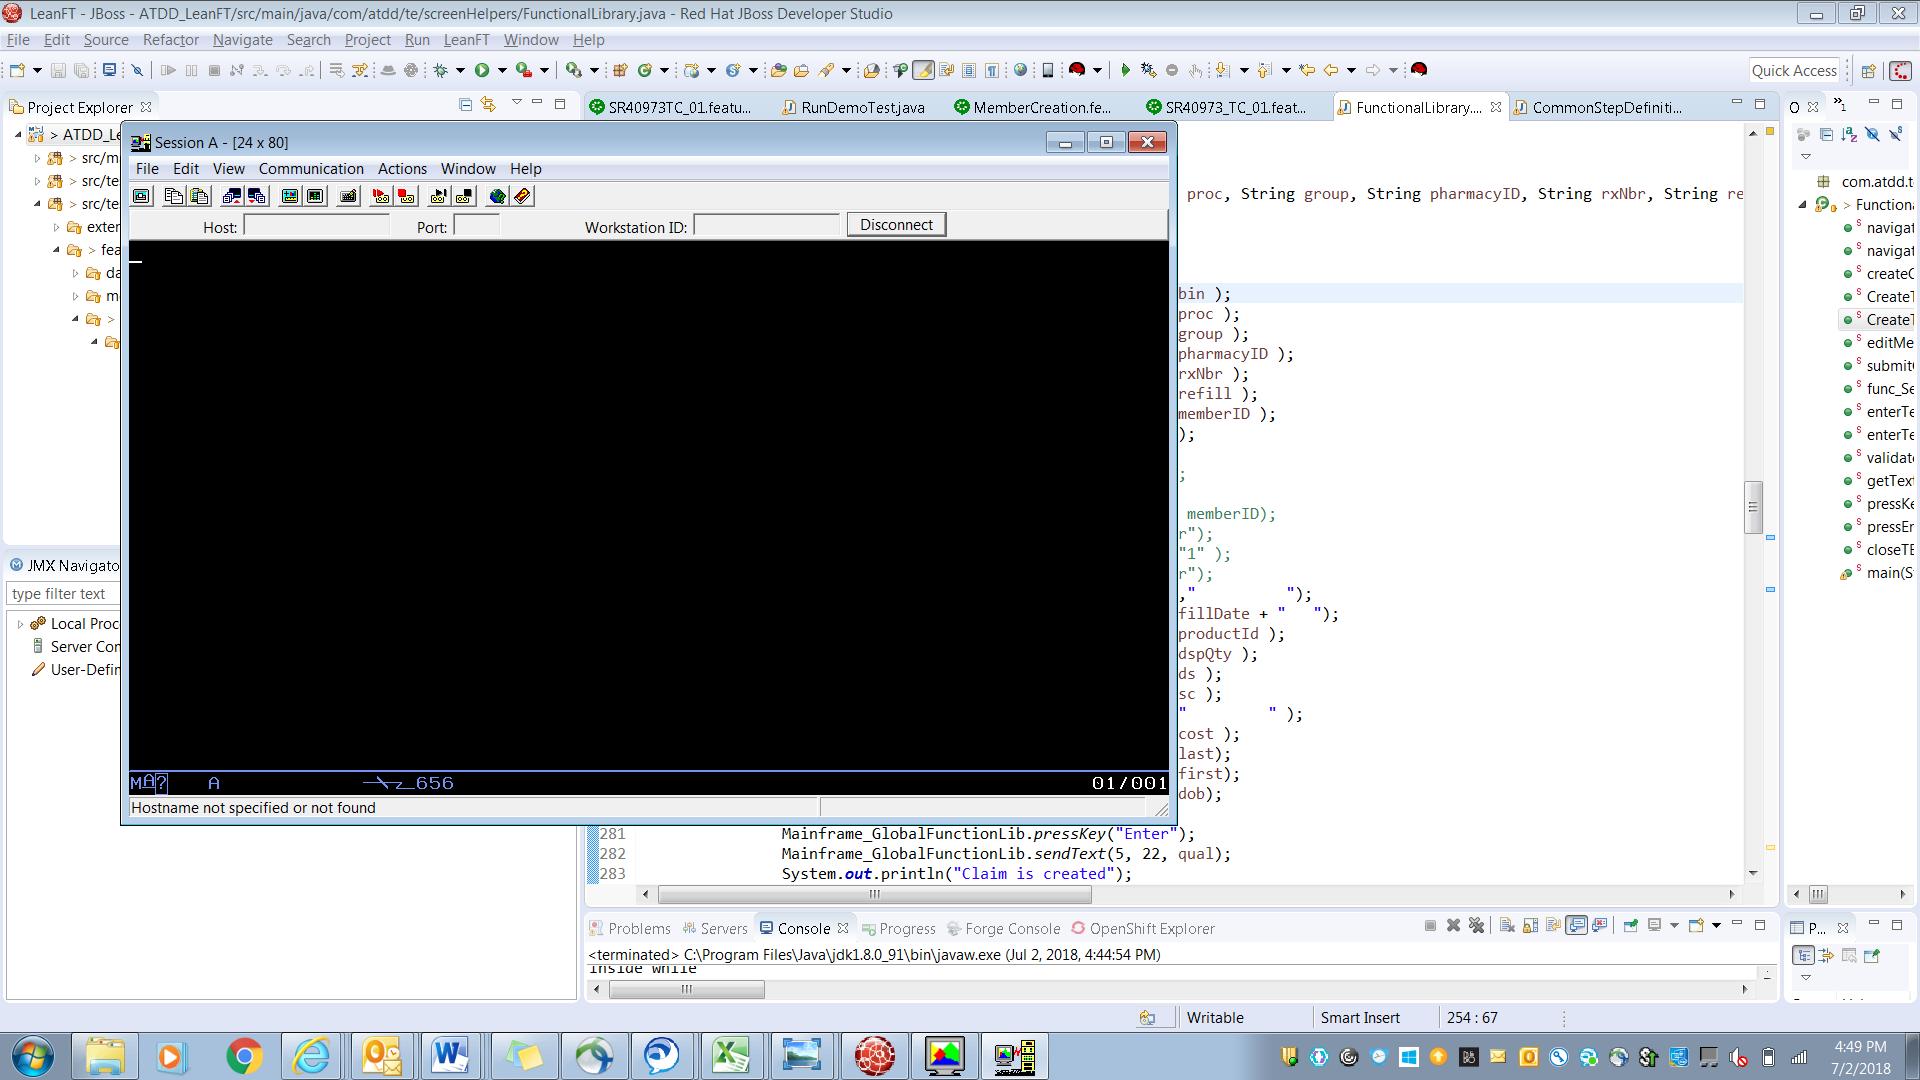 LeanFT - JBoss - ATDD_LeanFT/src/main/java/com/atdd/te/screenHelpers/FunctionalLibrary.java - Red Hat JBoss Developer Studio
File Edit Source Refactor Navigate Search Project Run LeanFT Window Help
Quick Access
Project Explorer
SR40973TC_01.featu...
RunDemoTest.java
MemberCreation.fe...
SR40973_TC_01.feat...
FunctionalLibrary....
CommonStepDefiniti...
O
»1
> ATDD_Le
> src/m
> src/te
> src/te
exter
> fea
da
m
>
Session A - [24 x 80]
File Edit View Communication Actions Window Help
Host: Port: Workstation ID: Disconnect
MA? A 656 01/001
Hostname not specified or not found
proc, String group, String pharmacyID, String rxNbr, String re
bin );
proc );
group );
pharmacyID );
rxNbr );
refill );
memberID );
);
;
memberID);
r");
"1" );
r");
," ");
fillDate + " ");
productId );
dspQty );
ds );
sc );
" " );
cost );
last);
first);
dob);
281 Mainframe_GlobalFunctionLib.pressKey("Enter");
282 Mainframe_GlobalFunctionLib.sendText(5, 22, qual);
283 System.out.println("Claim is created");
com.atdd.t
> Functiona
navigat
navigat
createC
CreateT
CreateT
editMe
submit
func_Se
enterTe
enterTe
validat
getText
pressKe
pressEn
closeTE
main(S
JMX Navigato
type filter text
Local Proc
Server Con
User-Defin
Problems Servers Console Progress Forge Console OpenShift Explorer
<terminated> C:\Program Files\Java\jdk1.8.0_91\bin\javaw.exe (Jul 2, 2018, 4:44:54 PM)
inside while
P...
Writable Smart Insert 254 : 67
4:49 PM
7/2/2018